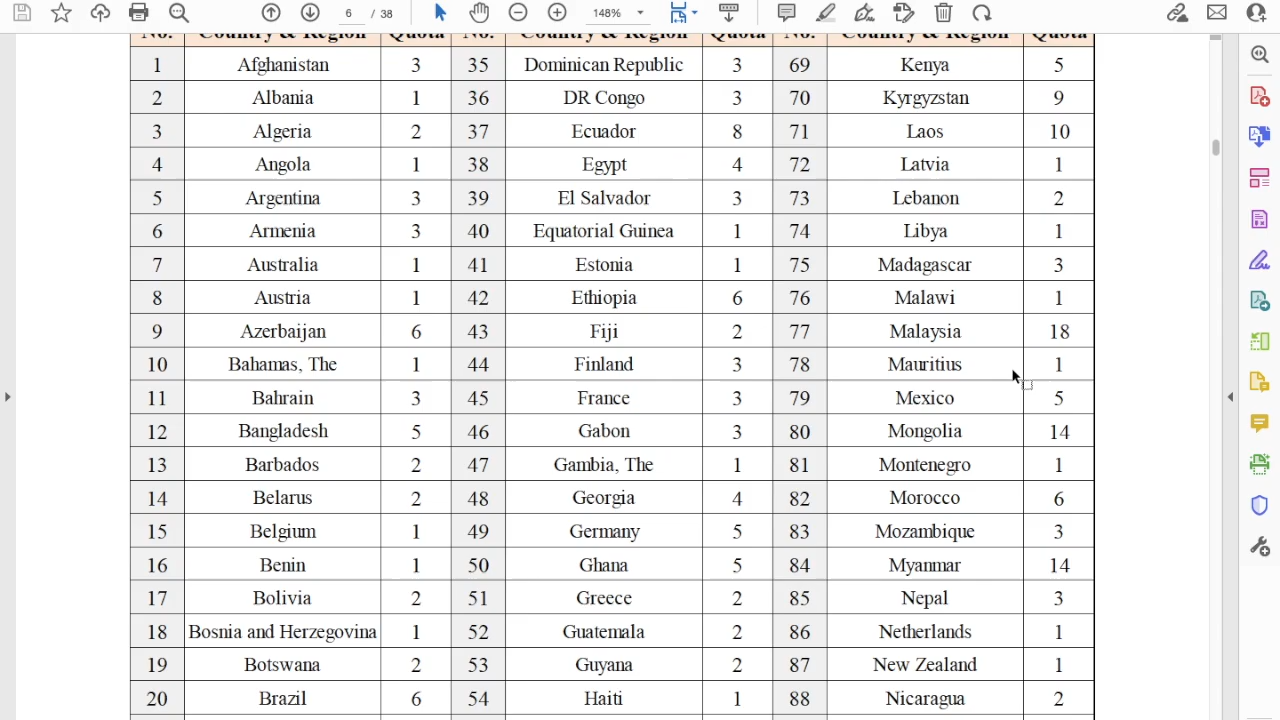 6 / 38 148%
No. Country & Region Quota No. Country & Region Quota No. Country & Region Quota
1 Afghanistan 3 35 Dominican Republic 3 69 Kenya 5
2 Albania 1 36 DR Congo 3 70 Kyrgyzstan 9
3 Algeria 2 37 Ecuador 8 71 Laos 10
4 Angola 1 38 Egypt 4 72 Latvia 1
5 Argentina 3 39 El Salvador 3 73 Lebanon 2
6 Armenia 3 40 Equatorial Guinea 1 74 Libya 1
7 Australia 1 41 Estonia 1 75 Madagascar 3
8 Austria 1 42 Ethiopia 6 76 Malawi 1
9 Azerbaijan 6 43 Fiji 2 77 Malaysia 18
10 Bahamas, The 1 44 Finland 3 78 Mauritius 1
11 Bahrain 3 45 France 3 79 Mexico 5
12 Bangladesh 5 46 Gabon 3 80 Mongolia 14
13 Barbados 2 47 Gambia, The 1 81 Montenegro 1
14 Belarus 2 48 Georgia 4 82 Morocco 6
15 Belgium 1 49 Germany 5 83 Mozambique 3
16 Benin 1 50 Ghana 5 84 Myanmar 14
17 Bolivia 2 51 Greece 2 85 Nepal 3
18 Bosnia and Herzegovina 1 52 Guatemala 2 86 Netherlands 1
19 Botswana 2 53 Guyana 2 87 New Zealand 1
20 Brazil 6 54 Haiti 1 88 Nicaragua 2